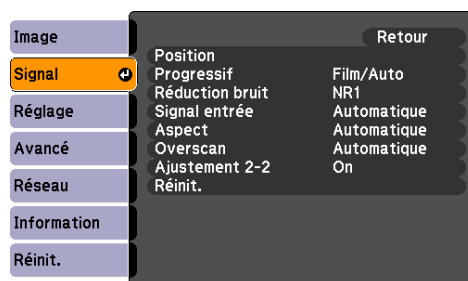 Image
Signal
Réglage
Avancé
Réseau
Information
Réinit.
Retour
Position
Progressif Film/Auto
Réduction bruit NR1
Signal entrée Automatique
Aspect Automatique
Overscan Automatique
Ajustement 2-2 On
Réinit.